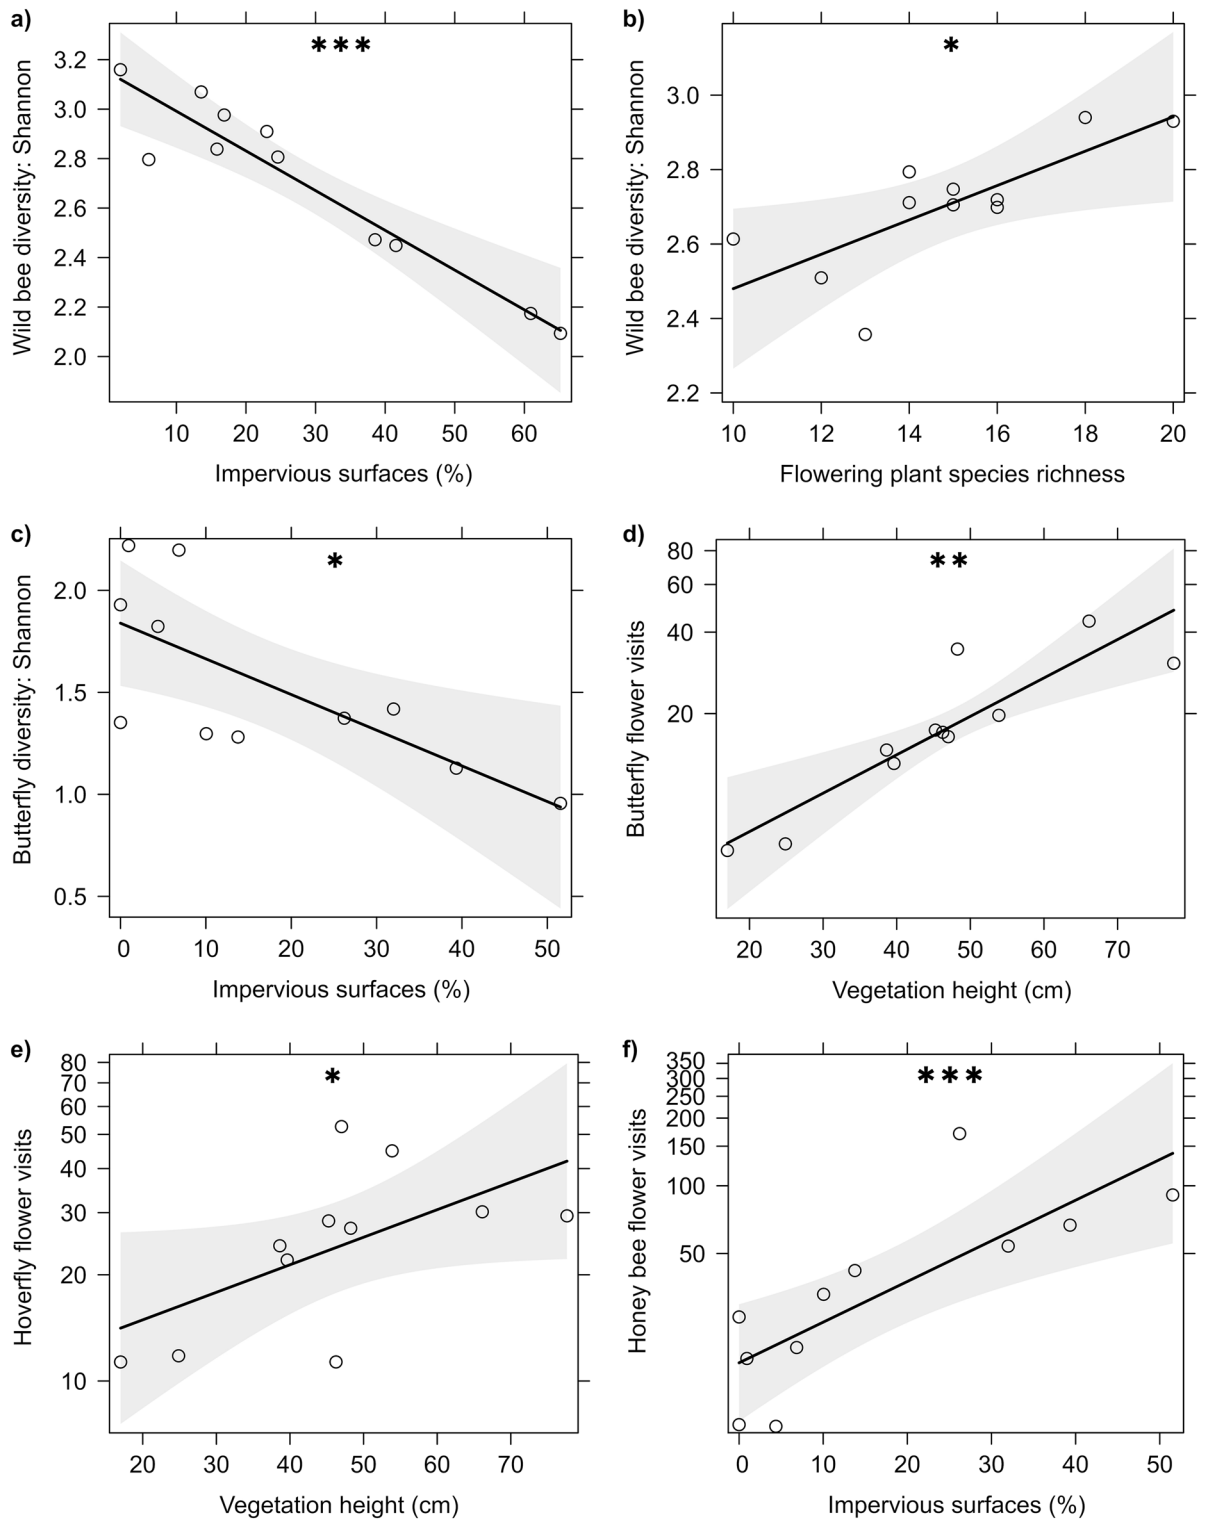 a)
***
Wild bee diversity: Shannon
3.2
3.0
2.8
2.6
2.4
2.2
2.0
10 20 30 40 50 60
Impervious surfaces (%)
b)
*
Wild bee diversity: Shannon
3.0
2.8
2.6
2.4
2.2
10 12 14 16 18 20
Flowering plant species richness
c)
*
Butterfly diversity: Shannon
2.0
1.5
1.0
0.5
0 10 20 30 40 50
Impervious surfaces (%)
d)
**
Butterfly flower visits
80
60
40
20
20 30 40 50 60 70
Vegetation height (cm)
e)
*
Hoverfly flower visits
80
70
60
50
40
30
20
10
20 30 40 50 60 70
Vegetation height (cm)
f)
***
Honey bee flower visits
350
300
250
200
150
100
50
0 10 20 30 40 50
Impervious surfaces (%)